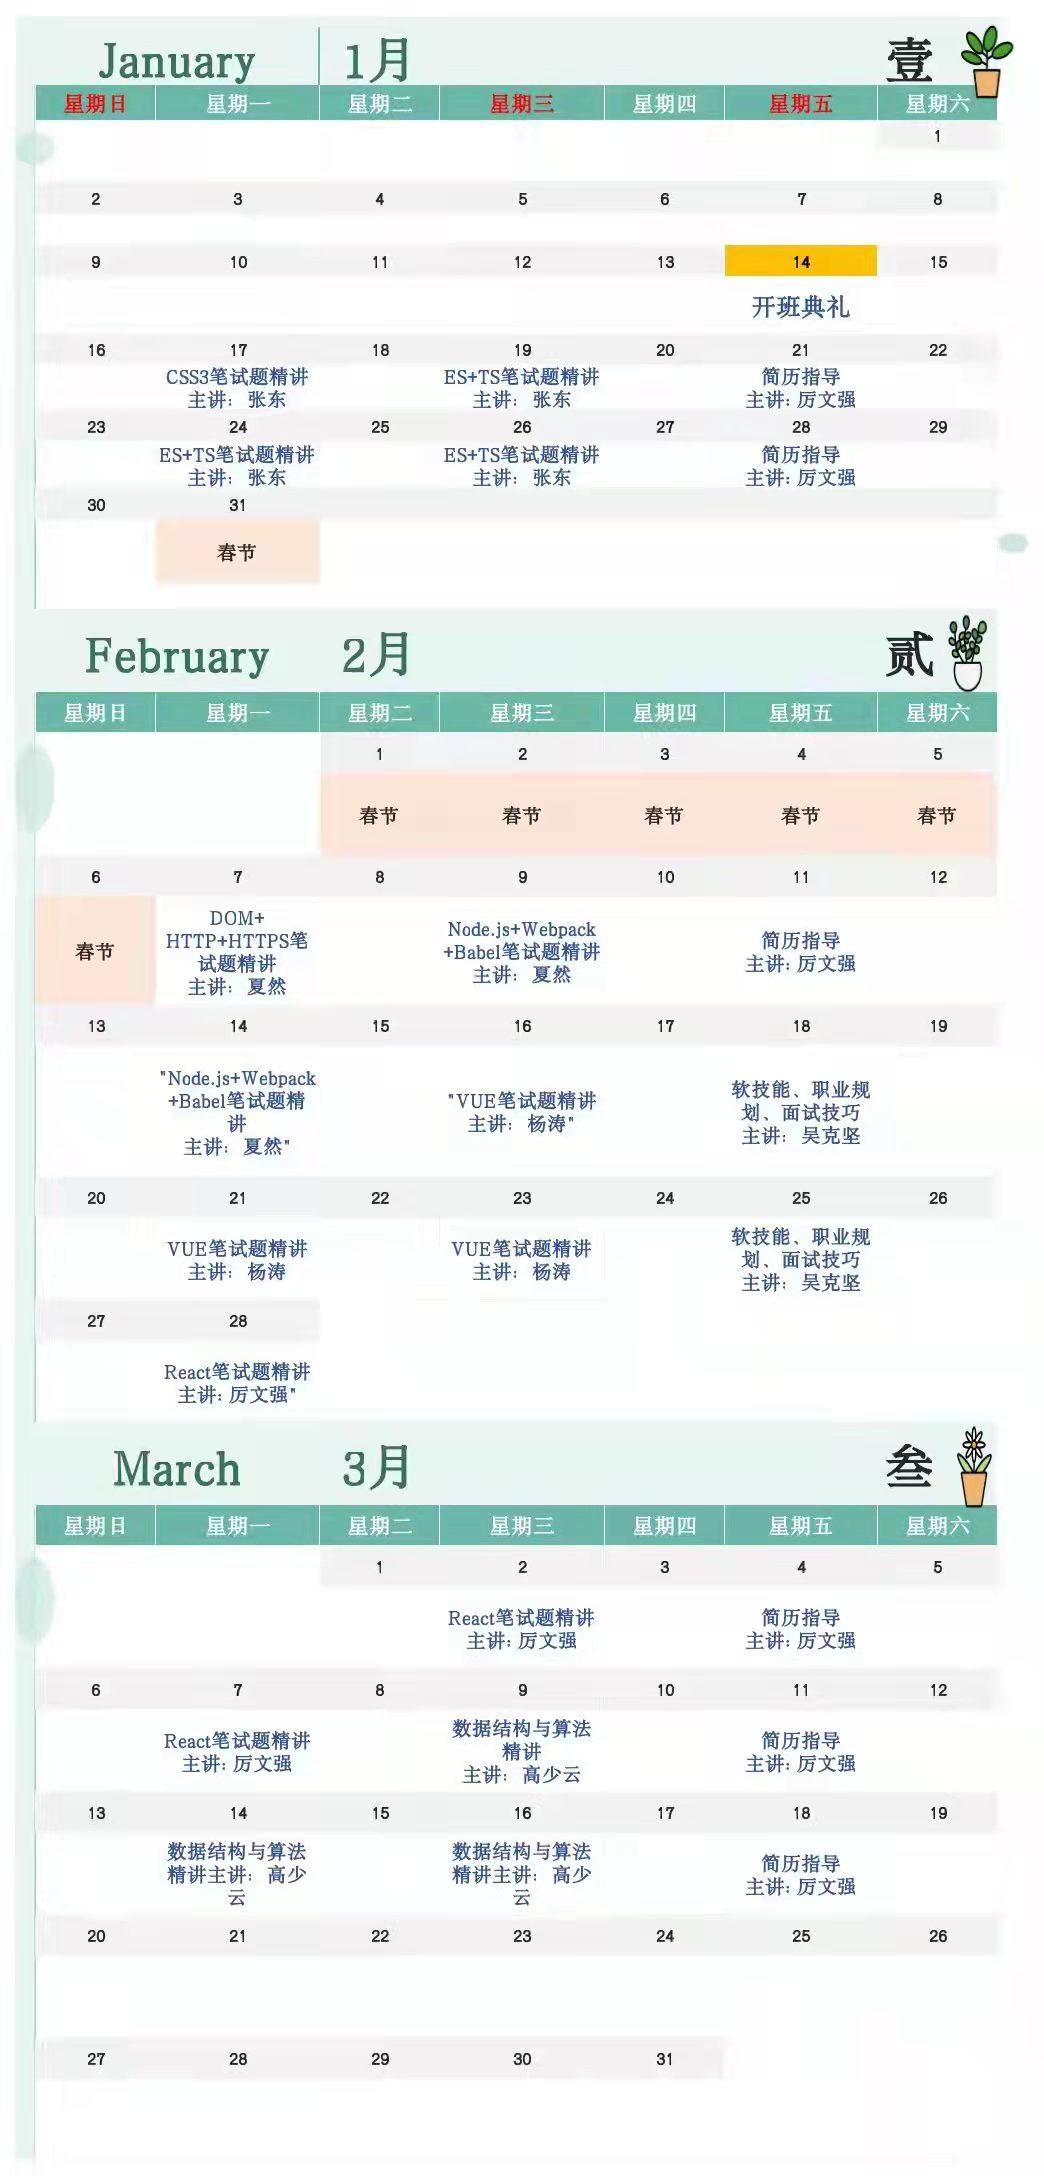 January 1月 壹
星期日 星期一 星期二 星期三 星期四 星期五 星期六
1
2 3 4 5 6 7 8
9 10 11 12 13 14 15
开班典礼
16 17 18 19 20 21 22
CSS3笔试题精讲 ES+TS笔试题精讲 简历指导
主讲：张东 主讲：张东 主讲：厉文强
23 24 25 26 27 28 29
ES+TS笔试题精讲 ES+TS笔试题精讲 简历指导
主讲：张东 主讲：张东 主讲：厉文强
30 31
春节
February 2月 贰
星期日 星期一 星期二 星期三 星期四 星期五 星期六
1 2 3 4 5
春节 春节 春节 春节 春节
6 7 8 9 10 11 12
春节
DOM+
HTTP+HTTPS笔
试题精讲
主讲：夏然
Node.js+Webpack
+Babel笔试题精讲
主讲：夏然
简历指导
主讲：厉文强
13 14 15 16 17 18 19
"Node.js+Webpack
+Babel笔试题精
讲
主讲：夏然"
"VUE笔试题精讲
主讲：杨涛"
软技能、职业规
划、面试技巧
主讲：吴克坚
20 21 22 23 24 25 26
VUE笔试题精讲
主讲：杨涛
VUE笔试题精讲
主讲：杨涛
软技能、职业规
划、面试技巧
主讲：吴克坚
27 28
React笔试题精讲
主讲：厉文强"
March 3月 叁
星期日 星期一 星期二 星期三 星期四 星期五 星期六
1 2 3 4 5
React笔试题精讲 简历指导
主讲：厉文强 主讲：厉文强
6 7 8 9 10 11 12
React笔试题精讲
主讲：厉文强
数据结构与算法
精讲
主讲：高少云
简历指导
主讲：厉文强
13 14 15 16 17 18 19
数据结构与算法
精讲主讲：高少
云
数据结构与算法
精讲主讲：高少
云
简历指导
主讲：厉文强
20 21 22 23 24 25 26
27 28 29 30 31